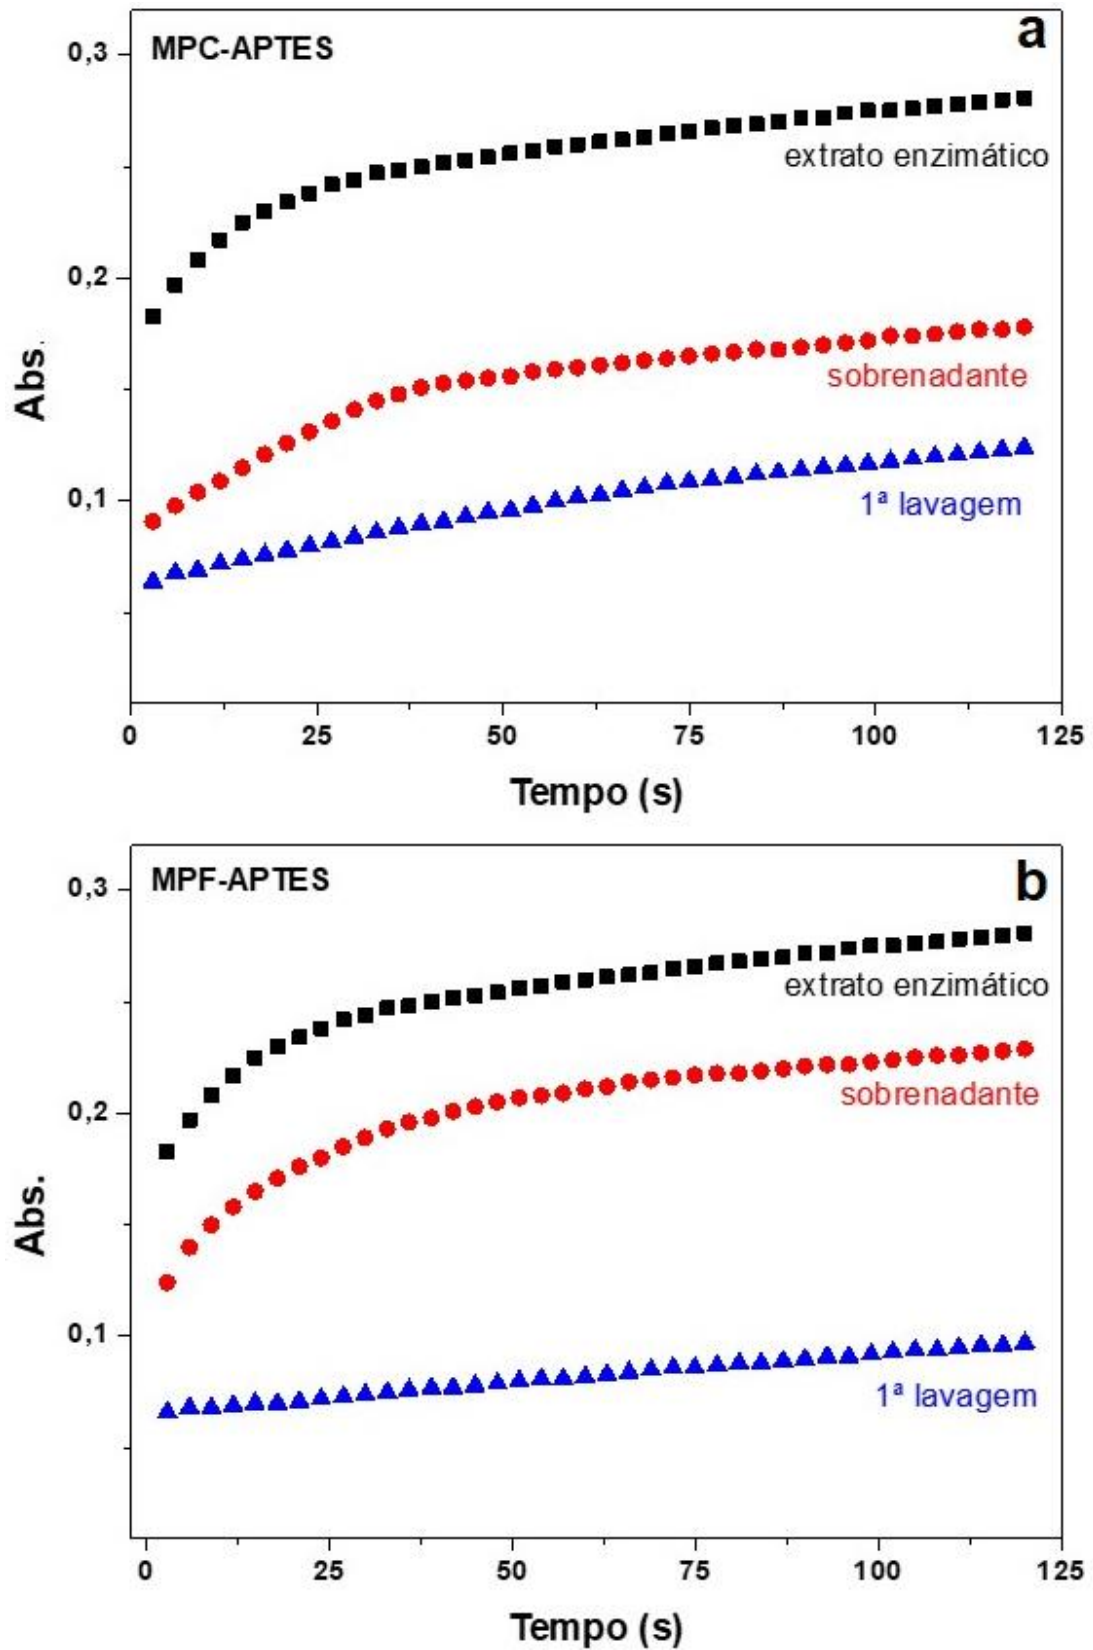 MPC-APTES
a
0,3
0,2
0,1
Abs.
extrato enzimático
sobrenadante
1ª lavagem
0 25 50 75 100 125
Tempo (s)
MPF-APTES
b
0,3
0,2
0,1
Abs.
extrato enzimático
sobrenadante
1ª lavagem
0 25 50 75 100 125
Tempo (s)